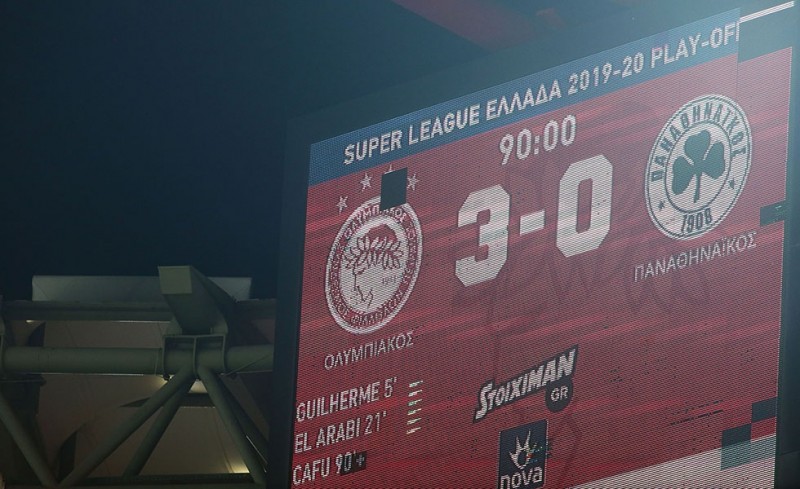 SUPER LEAGUE ΕΛΛΑΔΑ 2019-20 PLAY-OFF
90:00
3-0
ΠΑΝΑΘΗΝΑΪΚΟΣ
1908
ΟΛΥΜΠΙΑΚΟΣ
ΠΑΝΑΘΗΝΑΪΚΟΣ
GUILHERME 5'
EL ARABI 21'
CAFU 90'+
STOIXIMAN
GR
nova